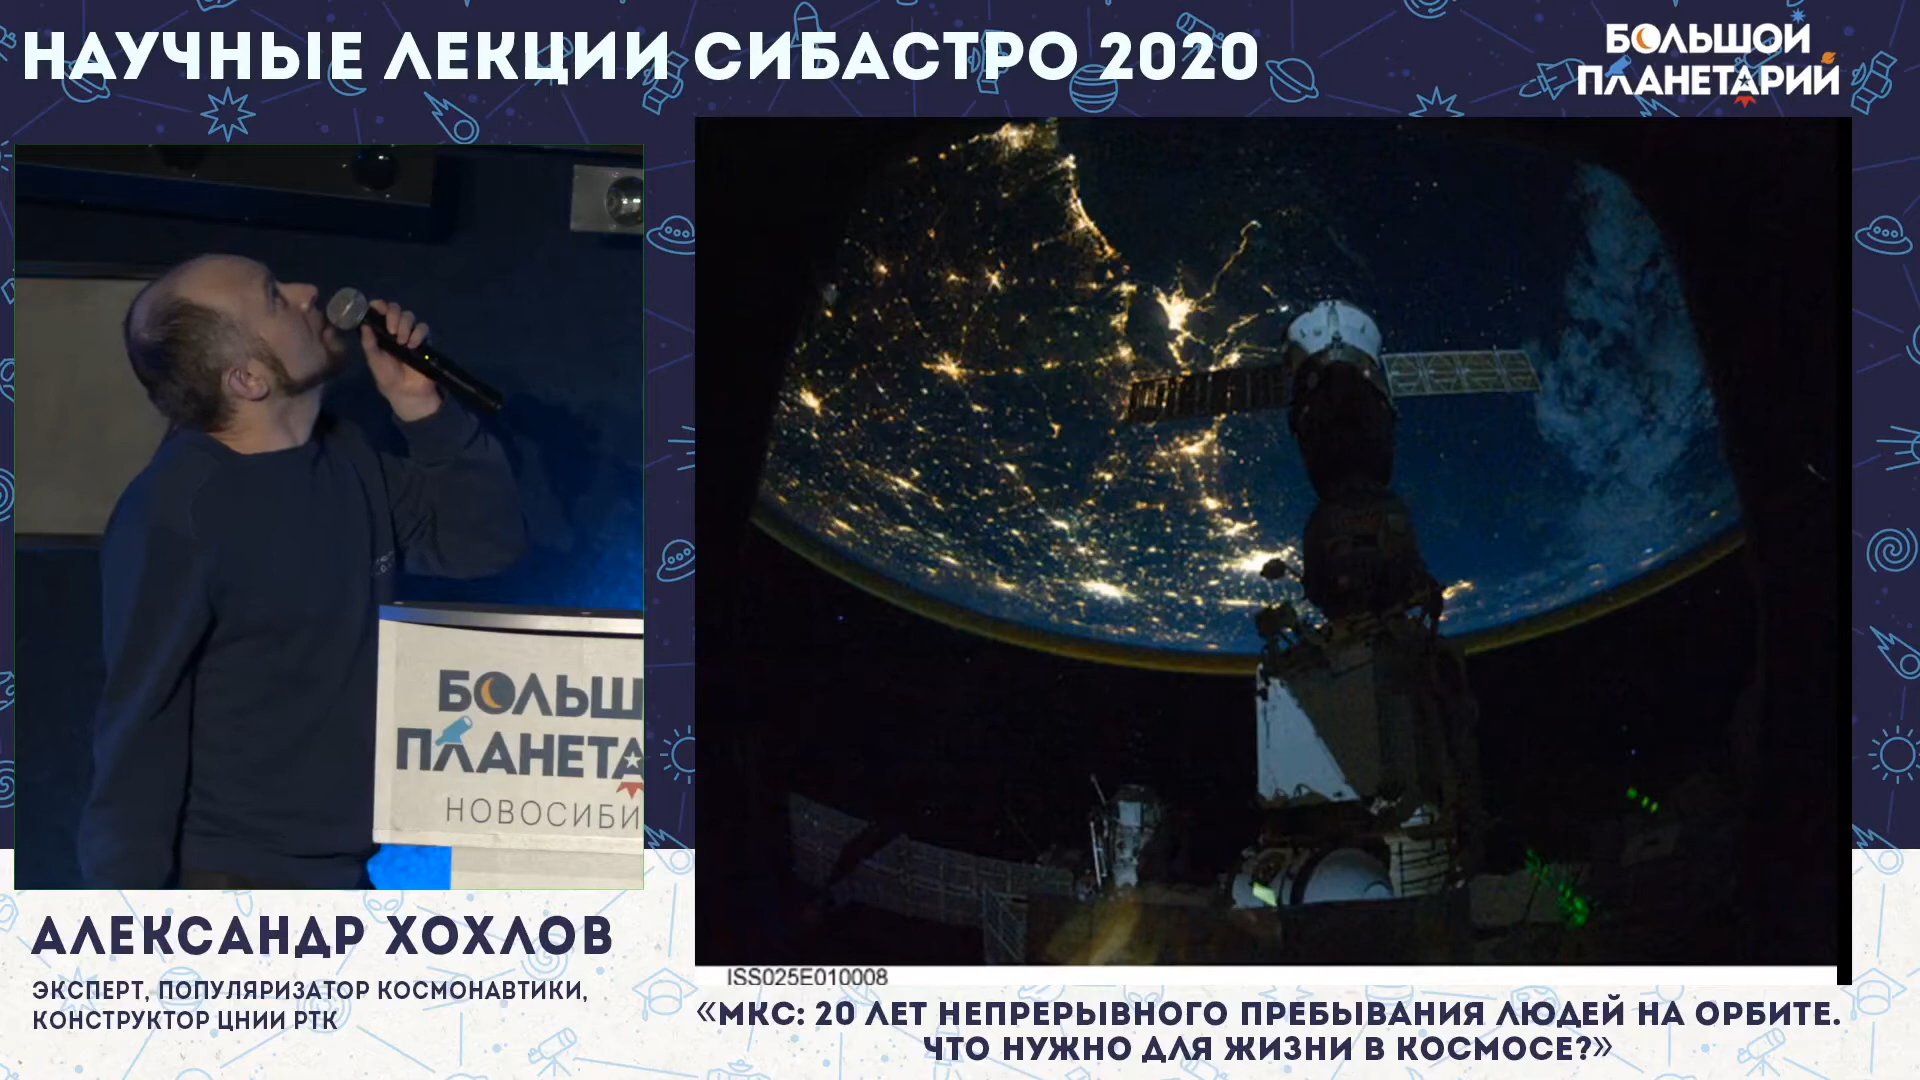 НАУЧНЫЕ ЛЕКЦИИ СИБАСТРО 2020
БОЛЬШОЙ
ПЛАНЕТАРИЙ
БОЛЬШ
ПЛАНЕТА
НОВОСИБИ
ISS025E010008
АЛЕКСАНДР ХОХЛОВ
ЭКСПЕРТ, ПОПУЛЯРИЗАТОР КОСМОНАВТИКИ,
КОНСТРУКТОР ЦНИИ РТК
«МКС: 20 ЛЕТ НЕПРЕРЫВНОГО ПРЕБЫВАНИЯ ЛЮДЕЙ НА ОРБИТЕ.
ЧТО НУЖНО ДЛЯ ЖИЗНИ В КОСМОСЕ?»